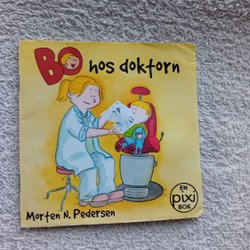 BO hos doktorn
EN
pixi
BOK
Morten N. Pedersen